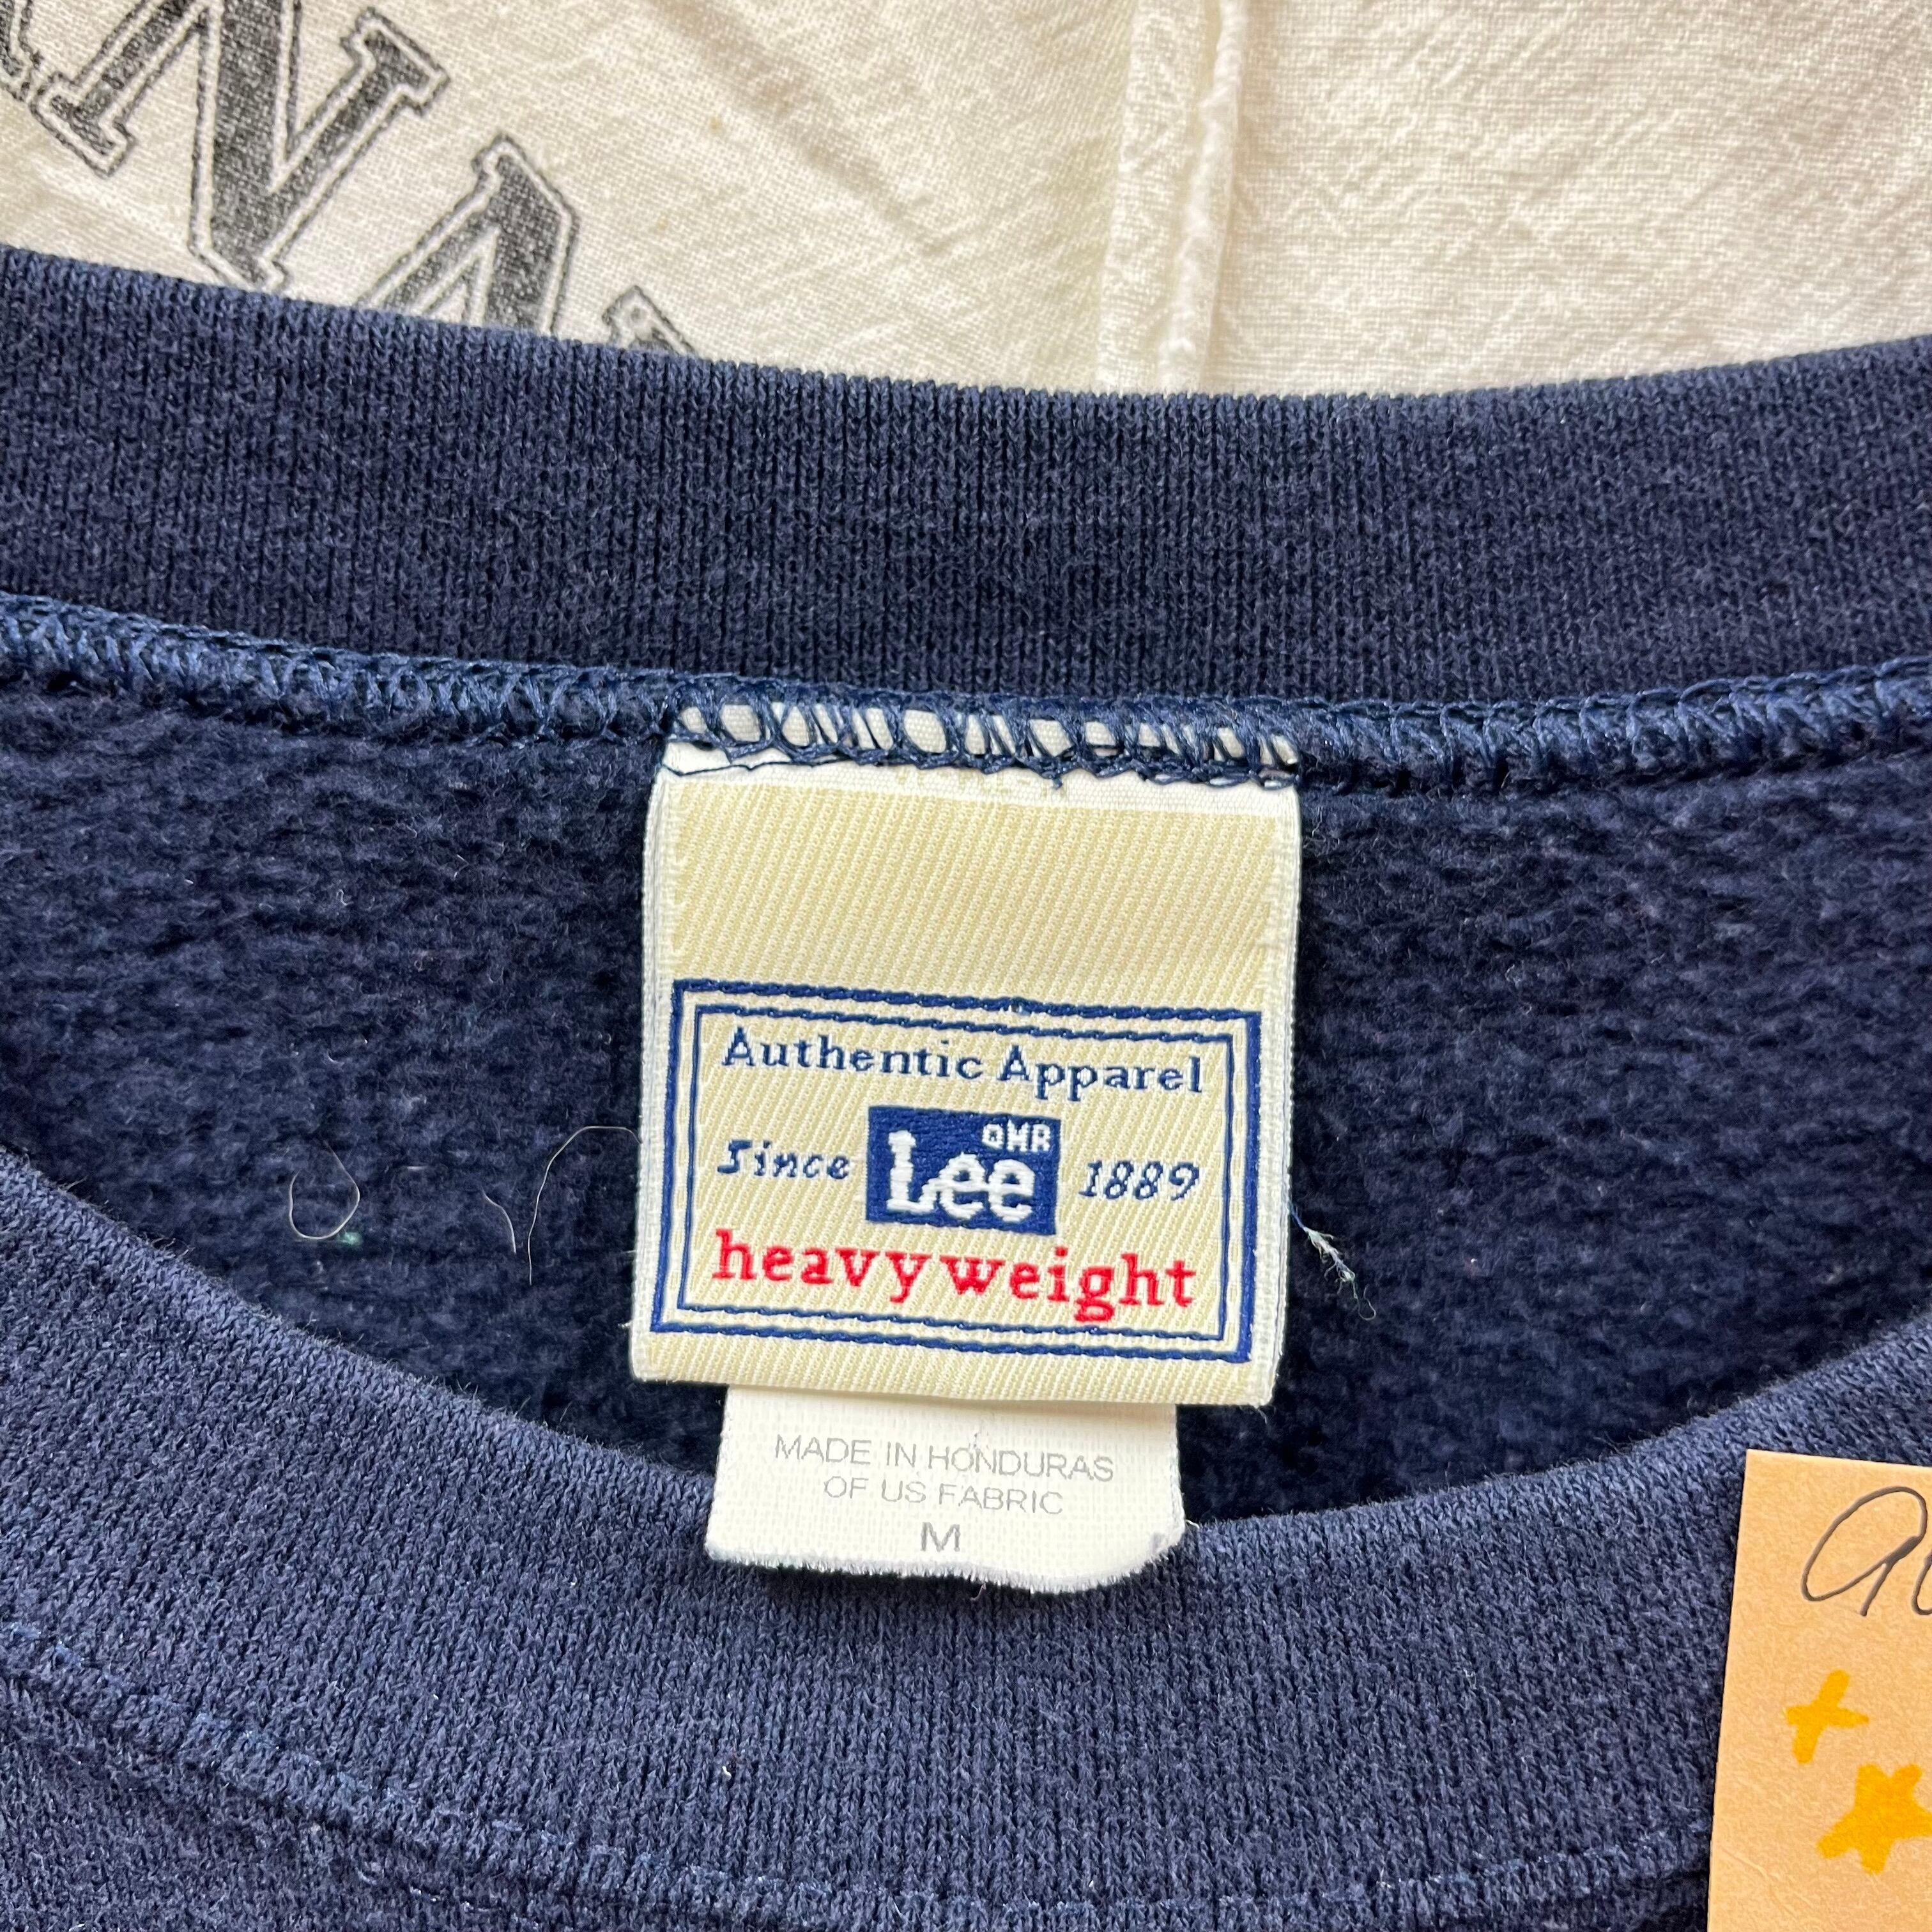 Authentic Apparel
Since Lee QMR 1889
heavyweight
MADE IN HONDURAS
OF US FABRIC
M